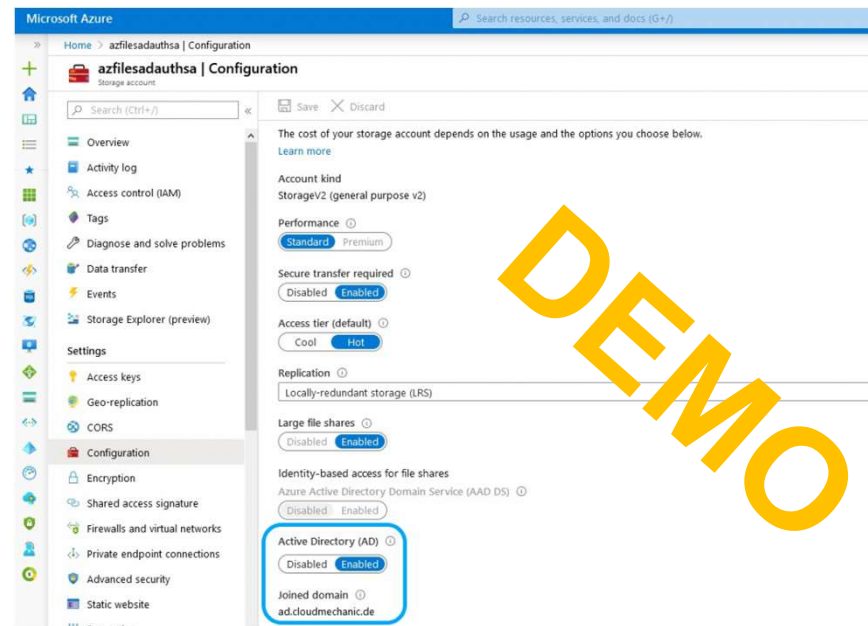 Microsoft Azure
Search resources, services, and docs (G+/)
Home > azfilesadauthsa | Configuration
azfilesadauthsa | Configuration
Storage account
Search (Ctrl+/)
Overview
Activity log
Access control (IAM)
Tags
Diagnose and solve problems
Data transfer
Events
Storage Explorer (preview)
Settings
Access keys
Geo-replication
CORS
Configuration
Encryption
Shared access signature
Firewalls and virtual networks
Private endpoint connections
Advanced security
Static website
Save Discard
The cost of your storage account depends on the usage and the options you choose below.
Learn more
Account kind
StorageV2 (general purpose v2)
Performance
Standard Premium
Secure transfer required
Disabled Enabled
Access tier (default)
Cool Hot
Replication
Locally-redundant storage (LRS)
Large file shares
Disabled Enabled
Identity-based access for file shares
Azure Active Directory Domain Service (AAD DS)
Disabled Enabled
Active Directory (AD)
Disabled Enabled
Joined domain
ad.cloudmechanic.de
DEMO